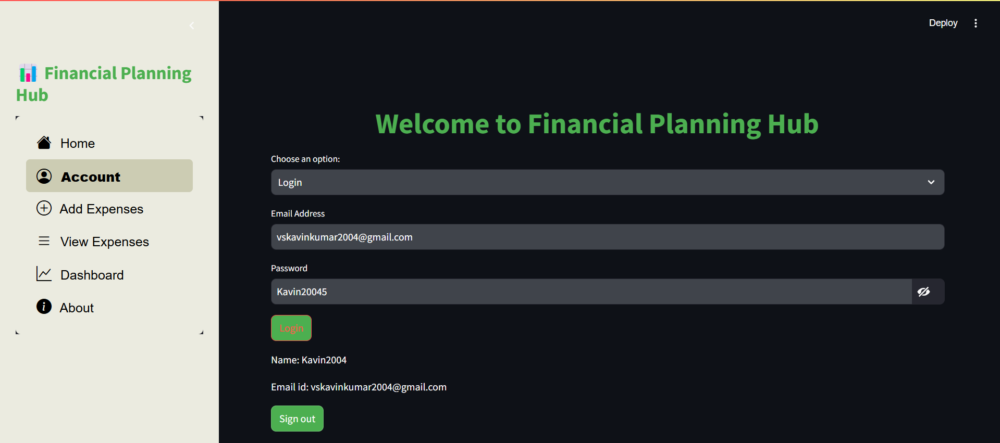 Deploy
Financial Planning
Hub
Home
Account
Add Expenses
View Expenses
Dashboard
About
Welcome to Financial Planning Hub
Choose an option:
Login
Email Address
vskavinkumar2004@gmail.com
Password
Kavin20045
Login
Name: Kavin2004
Email id: vskavinkumar2004@gmail.com
Sign out